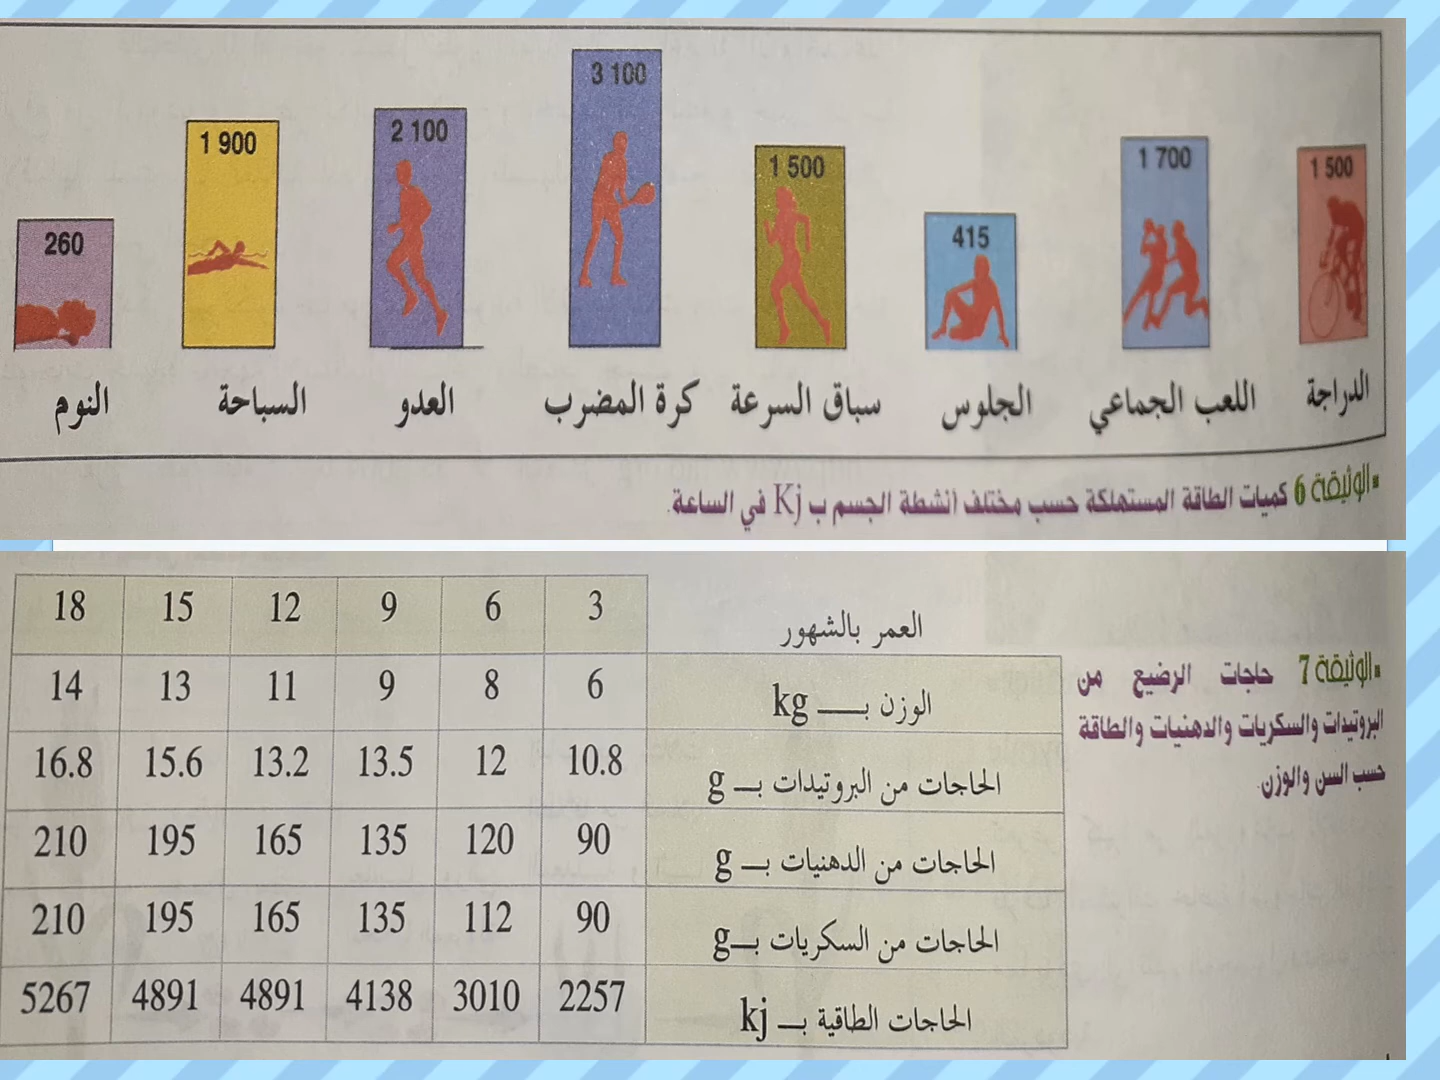 260
1 900
2 100
3 100
1 500
415
1 700
1 500
الدراجة
اللعب الجماعي
الجلوس
سباق السرعة
كرة المضرب
العدو
السباحة
النوم
الوثيقة 6 كميات الطاقة المستهلكة حسب مختلف أنشطة الجسم ب Kj في الساعة.
الوثيقة 7 حاجات الرضيع من
البروتيدات والسكريات والدهنيات والطاقة
حسب السن والوزن.
العمر بالشهور 3 6 9 12 15 18
الوزن بـ kg 6 8 9 11 13 14
الحاجات من البروتيدات بـ g 10.8 12 13.5 13.2 15.6 16.8
الحاجات من الدهنيات بـ g 90 120 135 165 195 210
الحاجات من السكريات بـ g 90 112 135 165 195 210
الحاجات الطاقية بـ kj 2257 3010 4138 4891 4891 5267